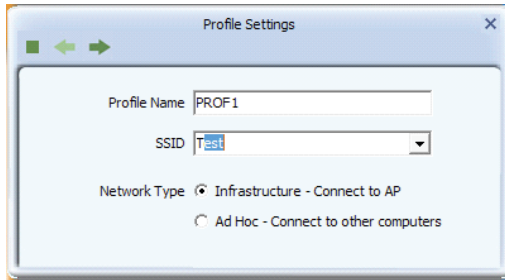 Profile Settings
Profile Name PROF1
SSID Test
Network Type Infrastructure - Connect to AP
Ad Hoc - Connect to other computers